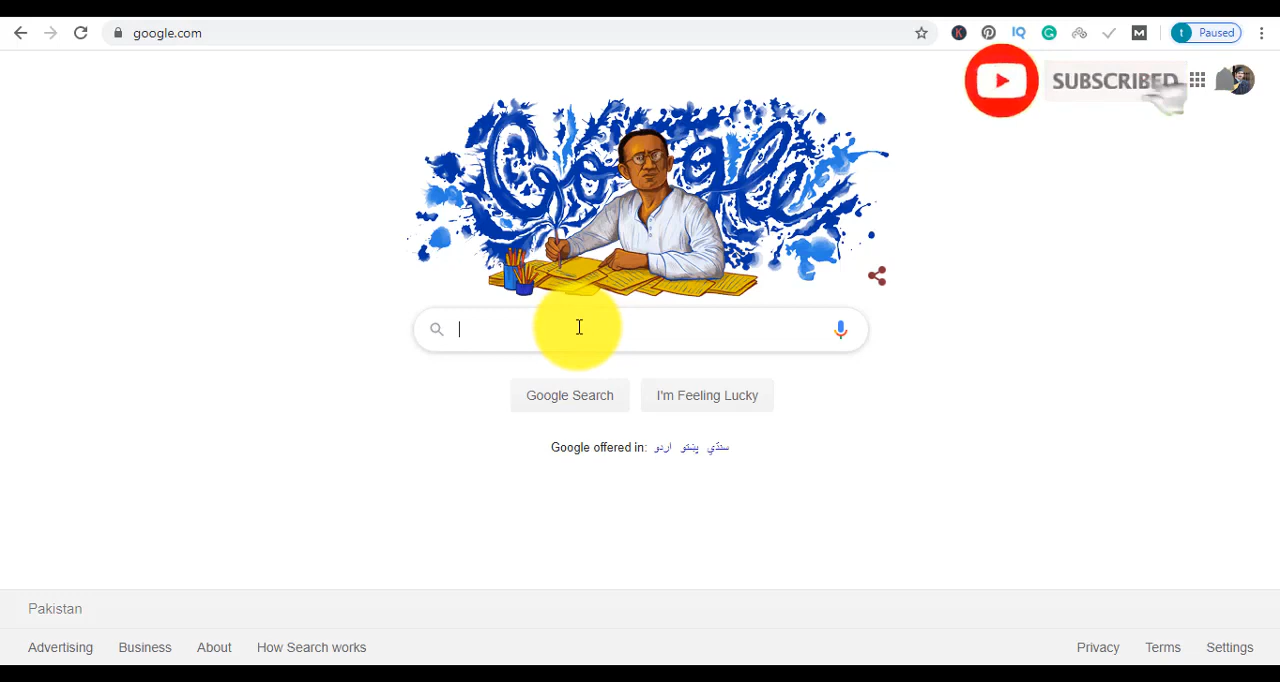 google.com
t Paused
SUBSCRIBED
Google
Google Search I'm Feeling Lucky
Google offered in: اردو پښتو سنڌي
Pakistan
Advertising Business About How Search works Privacy Terms Settings